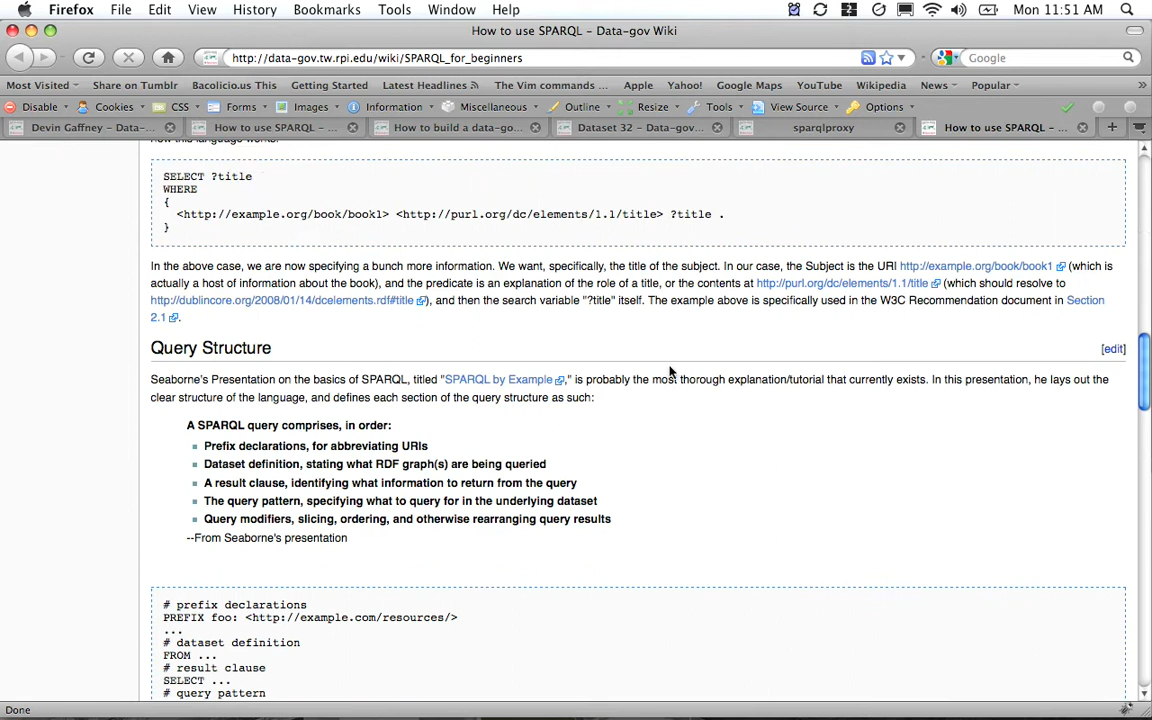 Firefox File Edit View History Bookmarks Tools Window Help Mon 11:51 AM
How to use SPARQL – Data-gov Wiki
http://data-gov.tw.rpi.edu/wiki/SPARQL_for_beginners Google
Most Visited Share on Tumblr Bacolicio.us This Getting Started Latest Headlines The Vim commands ... Apple Yahoo! Google Maps YouTube Wikipedia News Popular »
Disable Cookies CSS Forms Images Information Miscellaneous Outline Resize Tools View Source Options
Devin Gaffney – Data-... How to use SPARQL – ... How to build a data-go... Dataset 32 – Data-gov... sparqlproxy How to use SPARQL – ...
how this language works:
SELECT ?title
WHERE
{
<http://example.org/book/book1> <http://purl.org/dc/elements/1.1/title> ?title .
}
In the above case, we are now specifying a bunch more information. We want, specifically, the title of the subject. In our case, the Subject is the URI http://example.org/book/book1 (which is
actually a host of information about the book), and the predicate is an explanation of the role of a title, or the contents at http://purl.org/dc/elements/1.1/title (which should resolve to
http://dublincore.org/2008/01/14/dcelements.rdf#title), and then the search variable "?title" itself. The example above is specifically used in the W3C Recommendation document in Section
2.1.
Query Structure [edit]
Seaborne's Presentation on the basics of SPARQL, titled "SPARQL by Example," is probably the most thorough explanation/tutorial that currently exists. In this presentation, he lays out the
clear structure of the language, and defines each section of the query structure as such:
A SPARQL query comprises, in order:
Prefix declarations, for abbreviating URIs
Dataset definition, stating what RDF graph(s) are being queried
A result clause, identifying what information to return from the query
The query pattern, specifying what to query for in the underlying dataset
Query modifiers, slicing, ordering, and otherwise rearranging query results
--From Seaborne's presentation
# prefix declarations
PREFIX foo: <http://example.com/resources/>
...
# dataset definition
FROM ...
# result clause
SELECT ...
# query pattern
Done